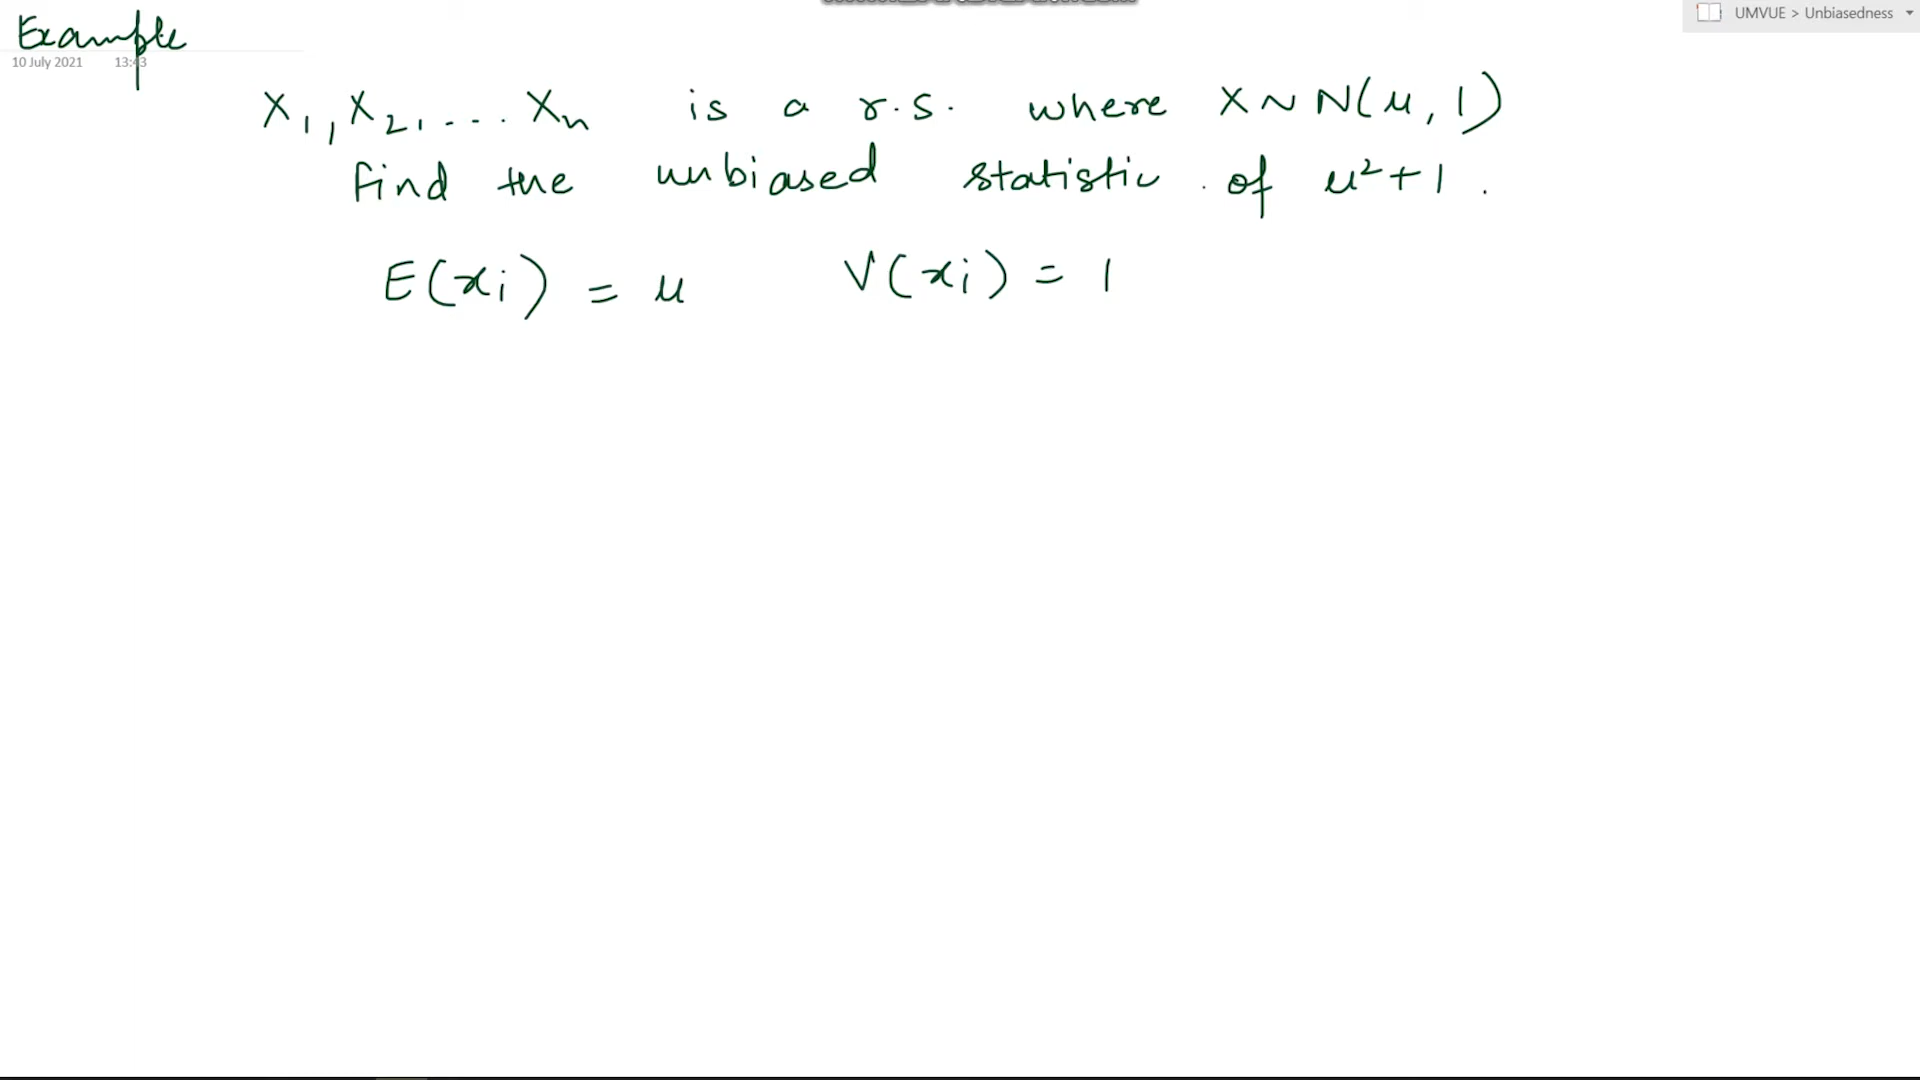 UMVUE > Unbiasedness
Example
10 July 2021 13:43
X₁, X₂, .... Xₙ is a r.s. where X ~ N(μ, 1)
Find the unbiased statistic of μ² + 1.
E(xᵢ) = μ V(xᵢ) = 1